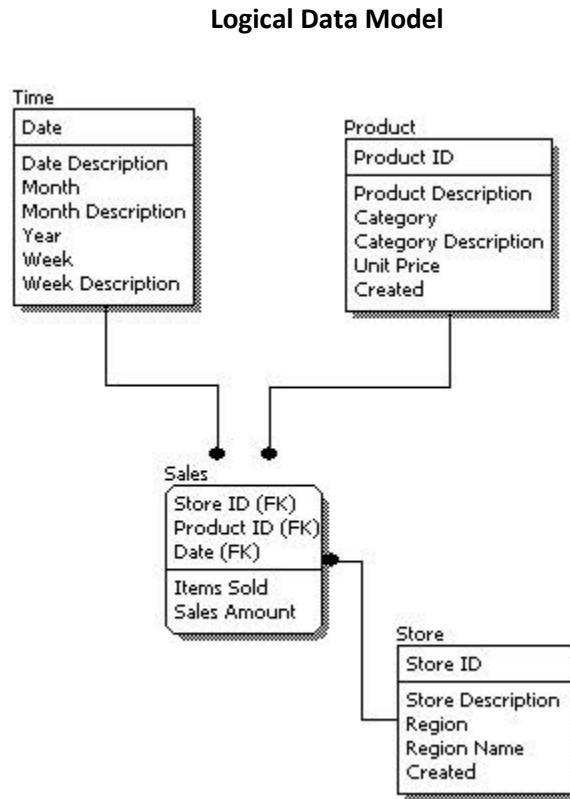 Logical Data Model
Time
Date
Date Description
Month
Month Description
Year
Week
Week Description
Product
Product ID
Product Description
Category
Category Description
Unit Price
Created
Sales
Store ID (FK)
Product ID (FK)
Date (FK)
Items Sold
Sales Amount
Store
Store ID
Store Description
Region
Region Name
Created